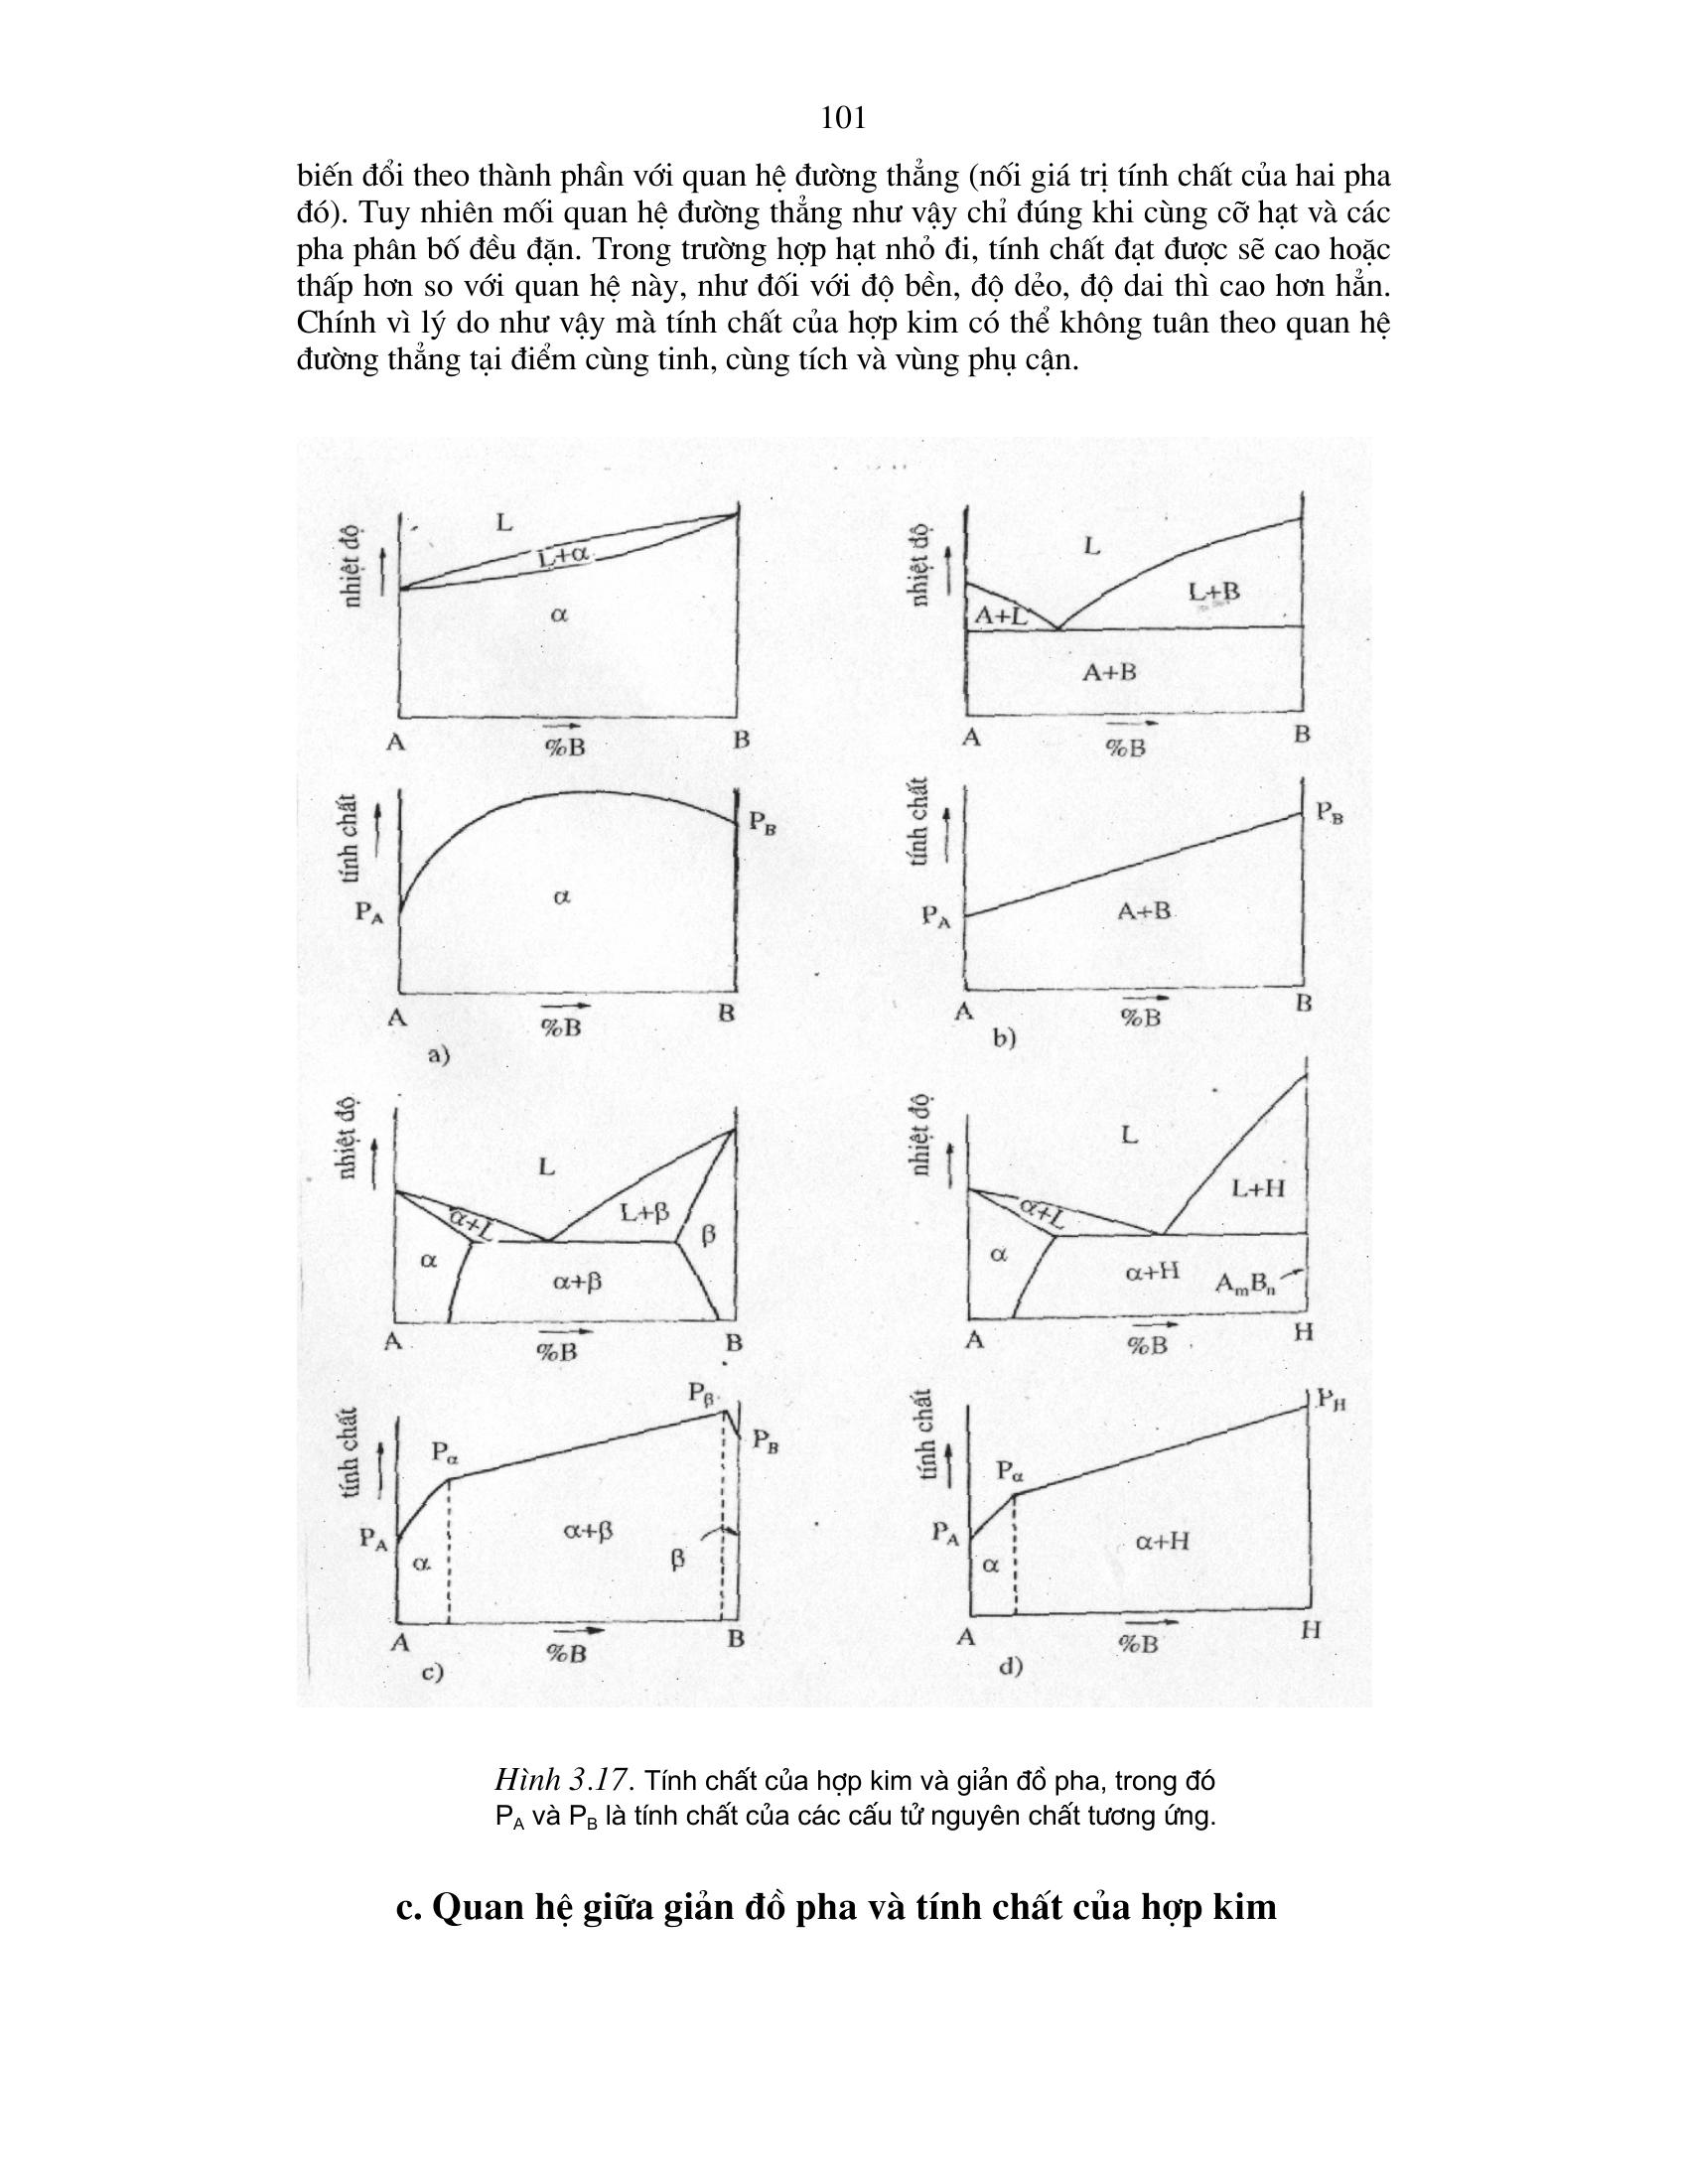 101
biến đổi theo thành phần với quan hệ đường thẳng (nối giá trị tính chất của hai pha
đó). Tuy nhiên mối quan hệ đường thẳng như vậy chỉ đúng khi cùng cỡ hạt và các
pha phân bố đều đặn. Trong trường hợp hạt nhỏ đi, tính chất đạt được sẽ cao hoặc
thấp hơn so với quan hệ này, như đối với độ bền, độ dẻo, độ dai thì cao hơn hẳn.
Chính vì lý do như vậy mà tính chất của hợp kim có thể không tuân theo quan hệ
đường thẳng tại điểm cùng tinh, cùng tích và vùng phụ cận.
nhiệt độ
L
L+α
α
A
%B
B
nhiệt độ
L
A+L
L+B
A+B
A
%B
B
tính chất
P_A
P_B
α
A
%B
B
a)
tính chất
P_A
P_B
A+B
A
%B
B
b)
nhiệt độ
L
α+L
L+β
α
β
α+β
A
%B
B
nhiệt độ
L
α+L
L+H
α
α+H
A_mB_n
A
%B
H
tính chất
P_A
P_α
P_β
P_B
α
α+β
β
A
%B
B
c)
tính chất
P_A
P_α
P_H
α
α+H
A
%B
H
d)
Hình 3.17. Tính chất của hợp kim và giản đồ pha, trong đó
P_A và P_B là tính chất của các cấu tử nguyên chất tương ứng.
c. Quan hệ giữa giản đồ pha và tính chất của hợp kim